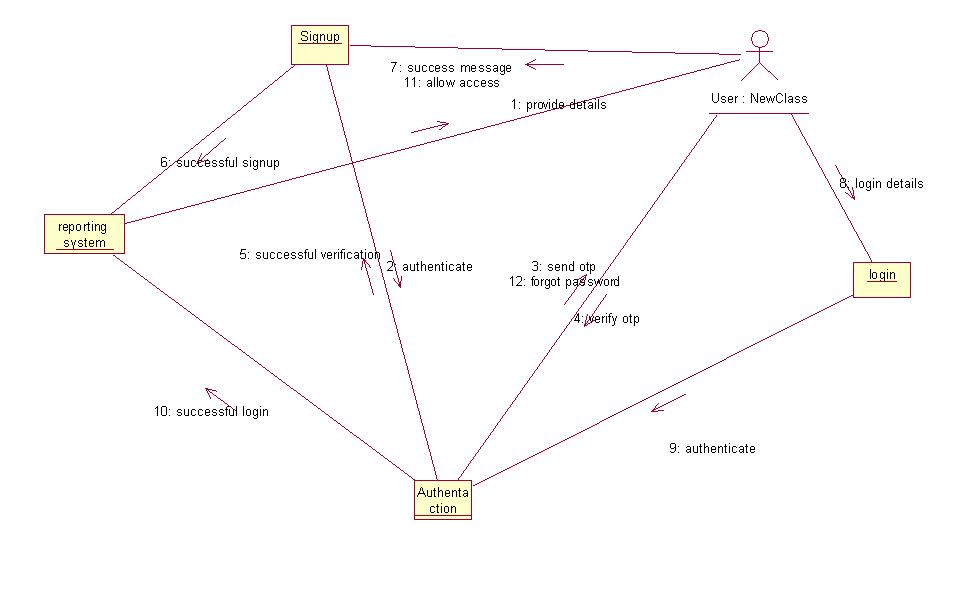 Signup
7: success message
11: allow access
User : NewClass
1: provide details
6: successful signup
8: login details
reporting
system
5: successful verification
2: authenticate
3: send otp
12: forgot password
login
4: verify otp
10: successful login
9: authenticate
Authenta
ction